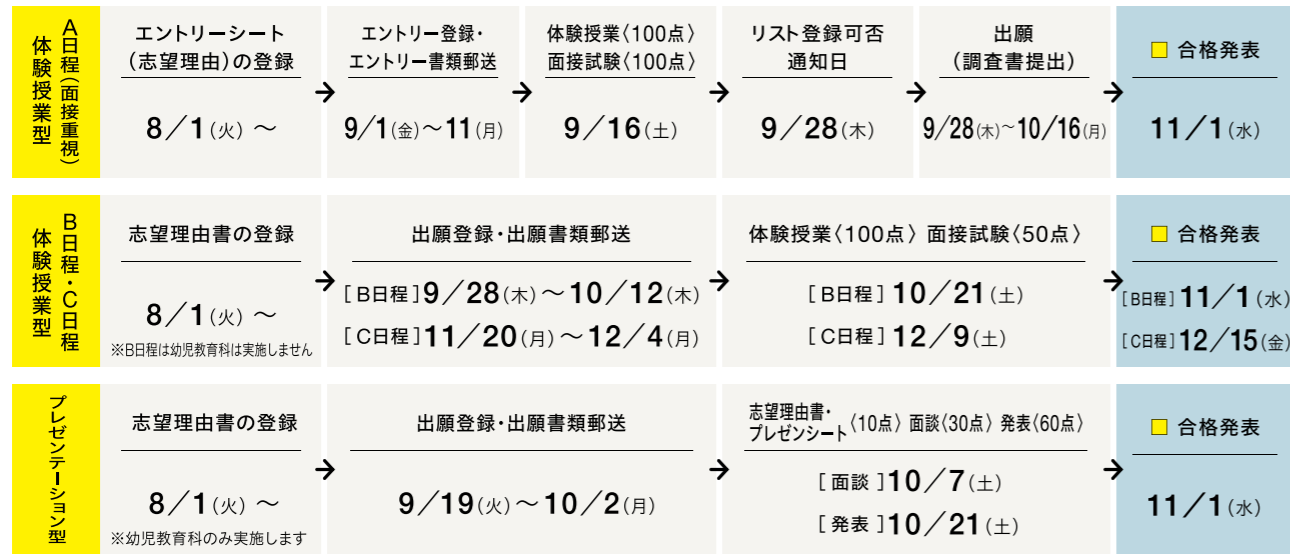 体験授業型
A日程(面接重視)
エントリーシート
(志望理由)の登録
8/1(火) ~
エントリー登録・
エントリー書類郵送
9/1(金)~11(月)
体験授業〈100点〉
面接試験〈100点〉
9/16(土)
リスト登録可否
通知日
9/28(木)
出願
(調査書提出)
9/28(木)~10/16(月)
合格発表
11/1(水)
体験授業型
B日程・C日程
志望理由書の登録
8/1(火) ~
※B日程は幼児教育科は実施しません
出願登録・出願書類郵送
[B日程]9/28(木)~10/12(木)
[C日程]11/20(月)~12/4(月)
体験授業〈100点〉面接試験〈50点〉
[B日程]10/21(土)
[C日程]12/9(土)
合格発表
[B日程]11/1(水)
[C日程]12/15(金)
プレゼンテーション型
志望理由書の登録
8/1(火) ~
※幼児教育科のみ実施します
出願登録・出願書類郵送
9/19(火)~10/2(月)
志望理由書・
プレゼンシート〈10点〉面談〈30点〉発表〈60点〉
[面談]10/7(土)
[発表]10/21(土)
合格発表
11/1(水)